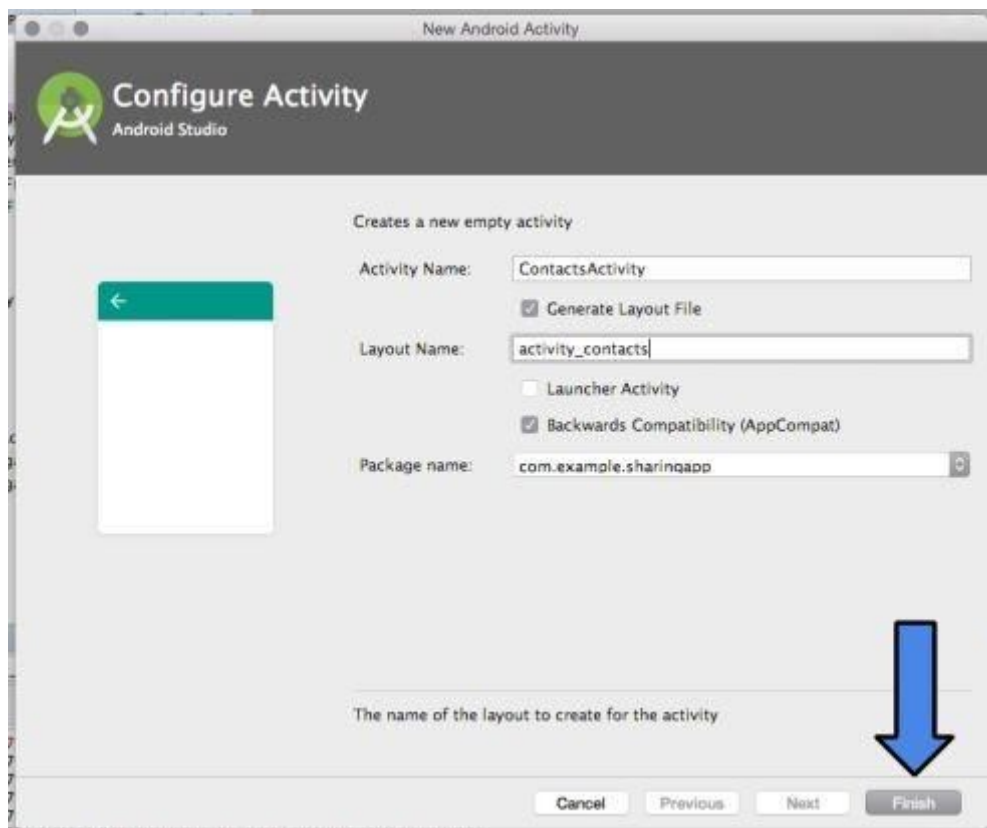 New Android Activity
Configure Activity
Android Studio
Creates a new empty activity
Activity Name: ContactsActivity
Generate Layout File
Layout Name: activity_contacts
Launcher Activity
Backwards Compatibility (AppCompat)
Package name: com.example.sharingapp
The name of the layout to create for the activity
Cancel Previous Next Finish